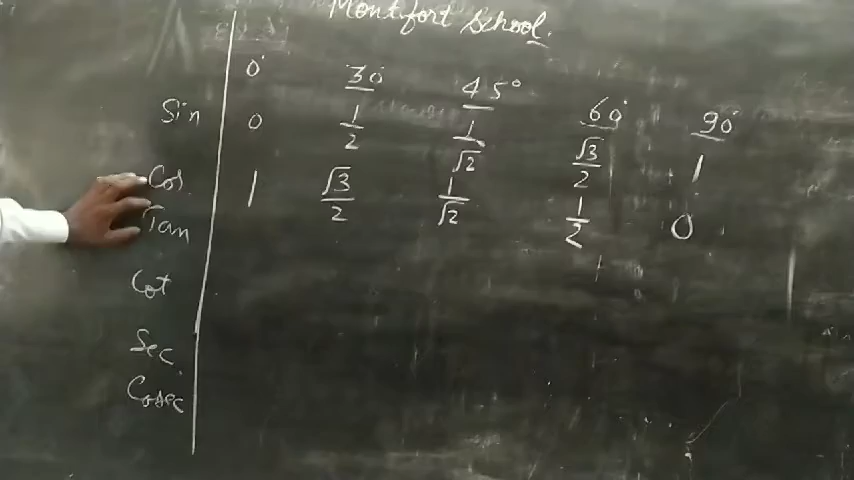 Montfort School.
0° 30 45° 60° 90°
Sin 0 1/2 1/√2 √3/2 1
Cos 1 √3/2 1/√2 1/2 0
Tan
Cot
Sec
Cosec